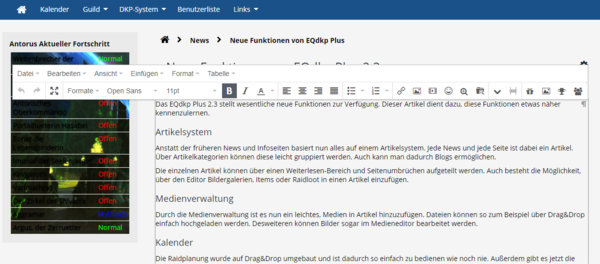 Kalender Guild DKP-System Benutzerliste Links
Antorus Aktueller Fortschritt
Normal
Offen
Offen
Offen
Offen
Offen
Offen
Normal
Argus, der Zerrütter
> News > Neue Funktionen von EQdkp Plus
Datei Bearbeiten Ansicht Einfügen Format Tabelle
Formate Open Sans 11pt B I A
Das EQdkp Plus 2.3 stellt wesentliche neue Funktionen zur Verfügung. Dieser Artikel dient dazu, diese Funktionen etwas näher
kennenzulernen.
Artikelsystem
Anstatt der früheren News und Infoseiten basiert nun alles auf einem Artikelsystem. Jede News und jede Seite ist dabei ein Artikel.
Über Artikelkategorien können diese leicht gruppiert werden. Auch kann man dadurch Blogs ermöglichen.
Die einzelnen Artikel können über einen Weiterlesen-Bereich und Seitenumbrüchen aufgeteilt werden. Auch besteht die Möglichkeit,
über den Editor Bildergalerien, Items oder Raidloot in einen Artikel einzufügen.
Medienverwaltung
Durch die Medienverwaltung ist es nun ein leichtes, Medien in Artikel hinzuzufügen. Dateien können so zum Beispiel über Drag&Drop
einfach hochgeladen werden. Desweiteren können Bilder sogar im Medieneditor bearbeitet werden.
Kalender
Die Raidplanung wurde auf Drag&Drop umgebaut und ist dadurch so einfach zu bedienen wie noch nie. Außerdem gibt es jetzt die